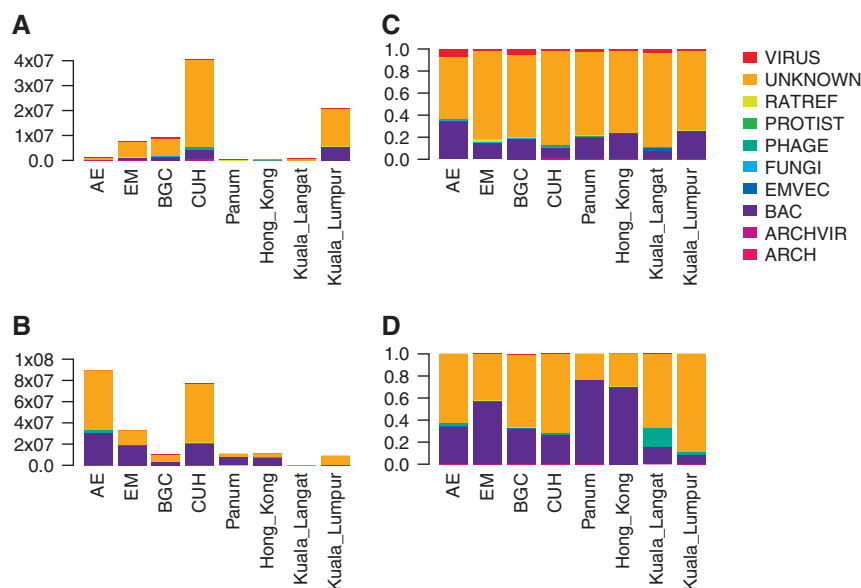 A
4x07
3x07
2x07
1x07
0.0
AE
EM
BGC
CUH
Panum
Hong_Kong
Kuala_Langat
Kuala_Lumpur
C
1.0
0.8
0.6
0.4
0.2
0.0
AE
EM
BGC
CUH
Panum
Hong_Kong
Kuala_Langat
Kuala_Lumpur
VIRUS
UNKNOWN
RATREF
PROTIST
PHAGE
FUNGI
EMVEC
BAC
ARCHVIR
ARCH
B
1x08
8x07
6x07
4x07
2x07
0.0
AE
EM
BGC
CUH
Panum
Hong_Kong
Kuala_Langat
Kuala_Lumpur
D
1.0
0.8
0.6
0.4
0.2
0.0
AE
EM
BGC
CUH
Panum
Hong_Kong
Kuala_Langat
Kuala_Lumpur